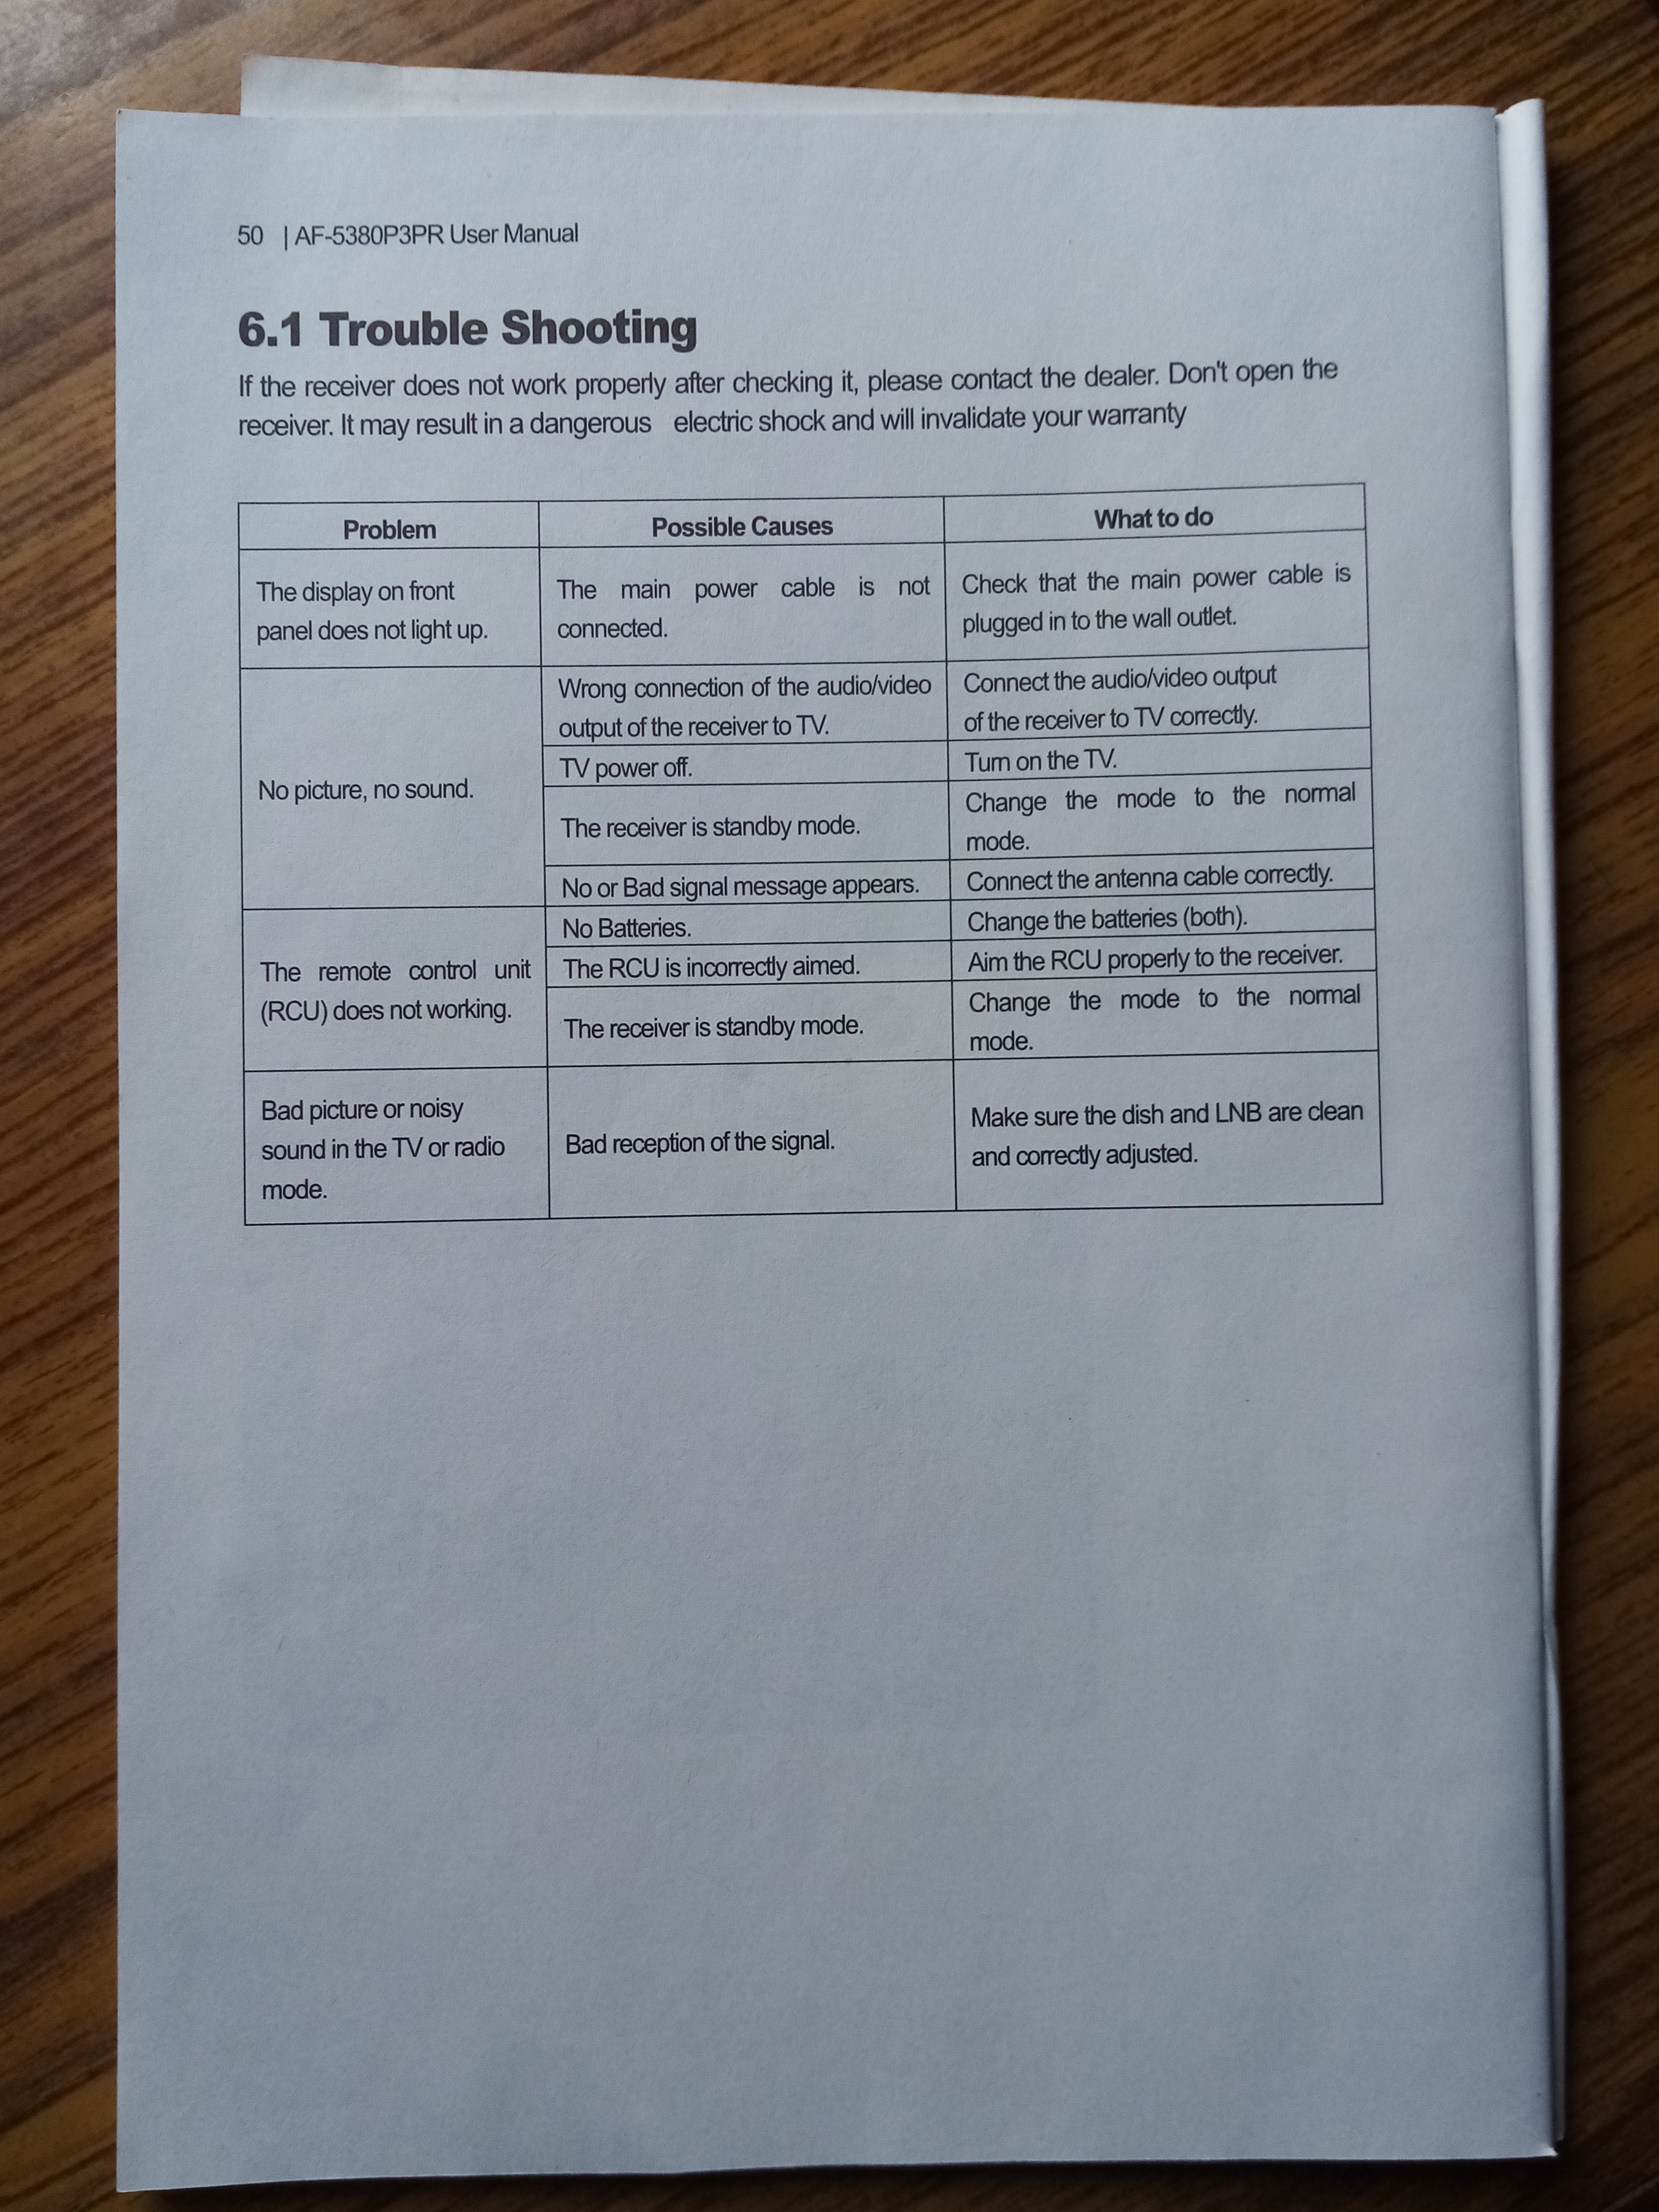 50 | AF-5380P3PR User Manual
6.1 Trouble Shooting
If the receiver does not work properly after checking it, please contact the dealer. Don't open the
receiver. It may result in a dangerous electric shock and will invalidate your warranty
Problem
Possible Causes
What to do
The display on front
panel does not light up.
The main power cable is not
connected.
Check that the main power cable is
plugged in to the wall outlet.
No picture, no sound.
Wrong connection of the audio/video
output of the receiver to TV.
Connect the audio/video output
of the receiver to TV correctly.
TV power off.
Turn on the TV.
The receiver is standby mode.
Change the mode to the normal
mode.
No or Bad signal message appears.
Connect the antenna cable correctly.
The remote control unit
(RCU) does not working.
No Batteries.
Change the batteries (both).
The RCU is incorrectly aimed.
Aim the RCU properly to the receiver.
The receiver is standby mode.
Change the mode to the normal
mode.
Bad picture or noisy
sound in the TV or radio
mode.
Bad reception of the signal.
Make sure the dish and LNB are clean
and correctly adjusted.